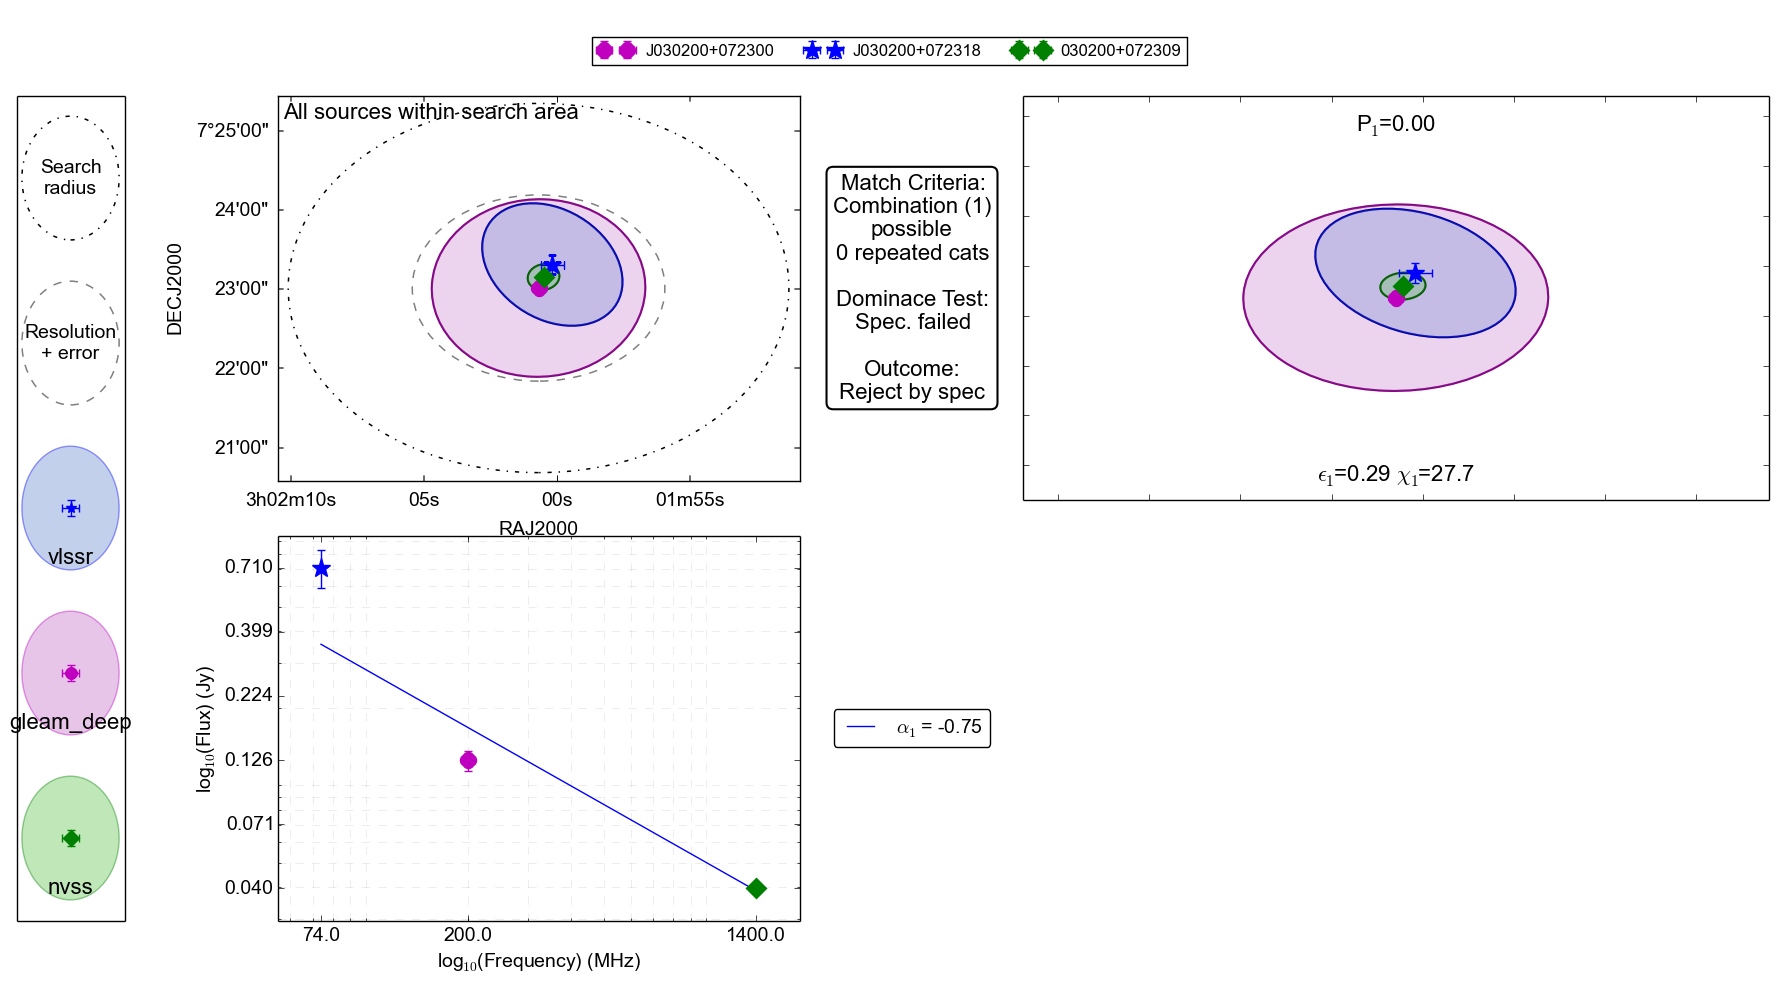 J030200+072300 J030200+072318 030200+072309
Search
radius
Resolution
+ error
vlssr
gleam_deep
nvss
All sources within search area
DECJ2000
7°25'00"
24'00"
23'00"
22'00"
21'00"
3h02m10s 05s 00s 01m55s
RAJ2000
Match Criteria:
Combination (1)
possible
0 repeated cats
Dominace Test:
Spec. failed
Outcome:
Reject by spec
P₁=0.00
ϵ₁=0.29 χ₁=27.7
log₁₀(Flux) (Jy)
0.710
0.399
0.224
0.126
0.071
0.040
74.0 200.0 1400.0
log₁₀(Frequency) (MHz)
α₁ = -0.75